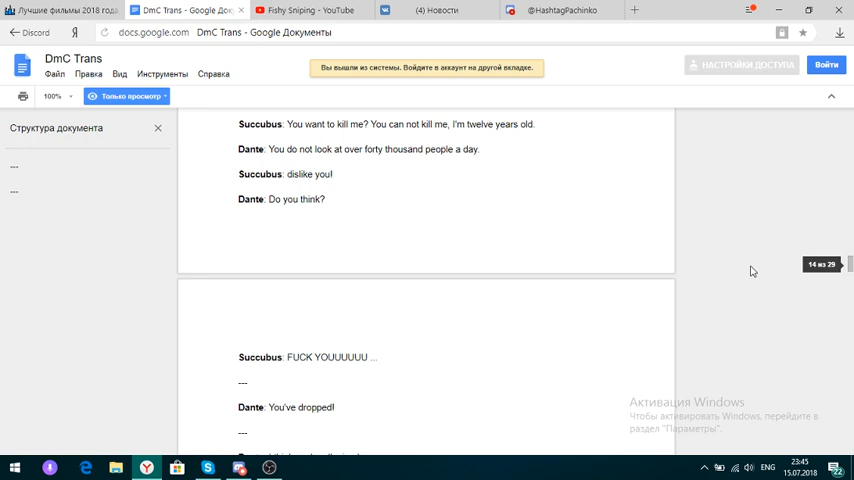 Лучшие фильмы 2018 года
DmC Trans - Google Док
Fishy Sniping - YouTube
(4) Новости
@HashtagPachinko
Discord
docs.google.com DmC Trans - Google Документы
DmC Trans
Файл Правка Вид Инструменты Справка
Вы вышли из системы. Войдите в аккаунт на другой вкладке.
НАСТРОЙКИ ДОСТУПА
Войти
100%
Только просмотр
Структура документа
---
---
Succubus: You want to kill me? You can not kill me, I'm twelve years old.
Dante: You do not look at over forty thousand people a day.
Succubus: dislike you!
Dante: Do you think?
14 из 29
Succubus: FUCK YOUUUUUU ...
---
Dante: You've dropped!
---
Активация Windows
Чтобы активировать Windows, перейдите в
раздел "Параметры".
ENG
23:45
15.07.2018
22